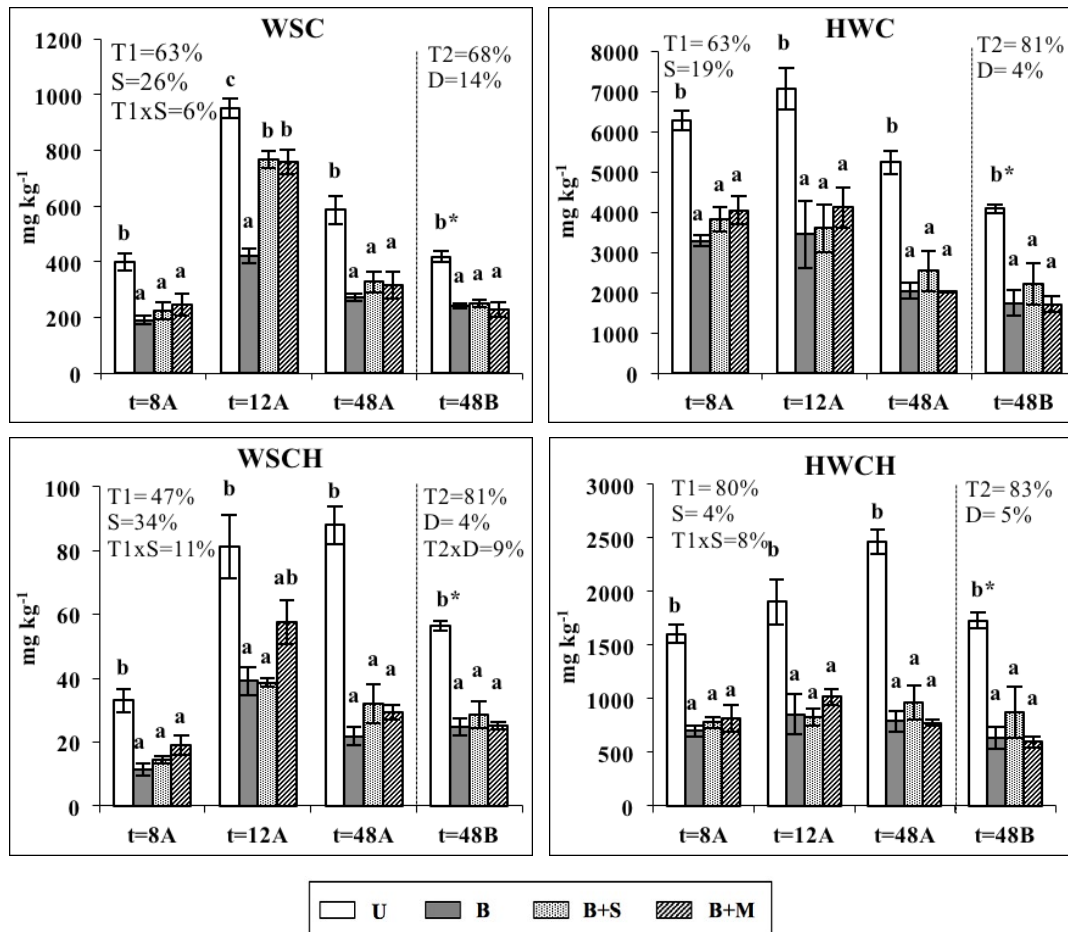 WSC
T1=63%
S=26%
T1xS=6%
T2=68%
D=14%
mg kg-1
1200
1000
800
600
400
200
0
b a a a
c a b b
b a a a
b* a a a
t=8A t=12A t=48A t=48B
HWC
T1=63%
S=19%
T2=81%
D= 4%
mg kg-1
8000
7000
6000
5000
4000
3000
2000
1000
0
b a a a
b a a a
b a a a
b* a a a
t=8A t=12A t=48A t=48B
WSCH
T1= 47%
S=34%
T1xS=11%
T2=81%
D= 4%
T2xD=9%
mg kg-1
100
80
60
40
20
0
b a a a
b a a ab
b a a a
b* a a a
t=8A t=12A t=48A t=48B
HWCH
T1= 80%
S= 4%
T1xS=8%
T2= 83%
D= 5%
mg kg-1
3000
2500
2000
1500
1000
500
0
b a a a
b a a a
b a a a
b* a a a
t=8A t=12A t=48A t=48B
U B B+S B+M